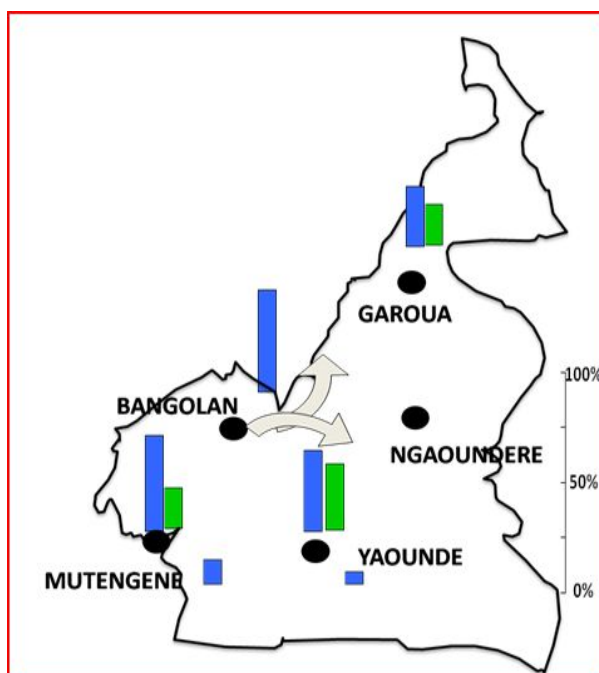 GAROUA
100%
BANGOLAN
NGAOUNDERE
50%
YAOUNDE
MUTENGENE
0%